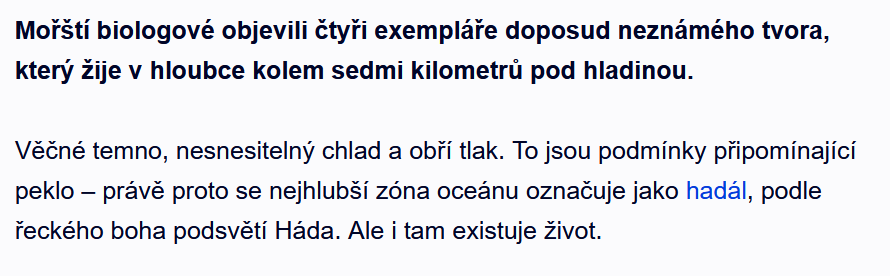 Mořští biologové objevili čtyři exempláře doposud neznámého tvora,
který žije v hloubce kolem sedmi kilometrů pod hladinou.
Věčné temno, nesnesitelný chlad a obří tlak. To jsou podmínky připomínající
peklo – právě proto se nejhlubší zóna oceánu označuje jako hadál, podle
řeckého boha podsvětí Háda. Ale i tam existuje život.